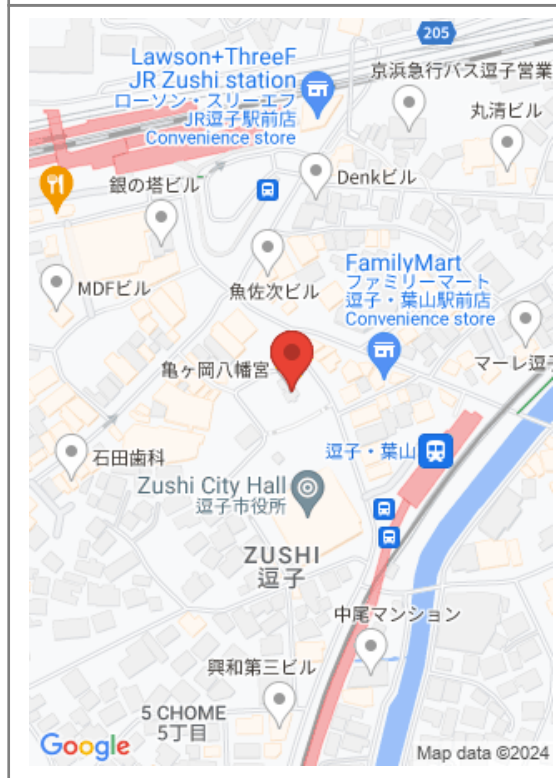 205
Lawson+ThreeF
JR Zushi station
ローソン・スリーエフ
JR逗子駅前店
Convenience store
京浜急行バス逗子営業
丸清ビル
銀の塔ビル
Denkビル
MDFビル
魚佐次ビル
FamilyMart
ファミリーマート
逗子・葉山駅前店
Convenience store
亀ヶ岡八幡宮
マーレ逗子
石田歯科
逗子・葉山
Zushi City Hall
逗子市役所
ZUSHI
逗子
中尾マンション
興和第三ビル
5 CHOME
5丁目
Google
Map data ©2024